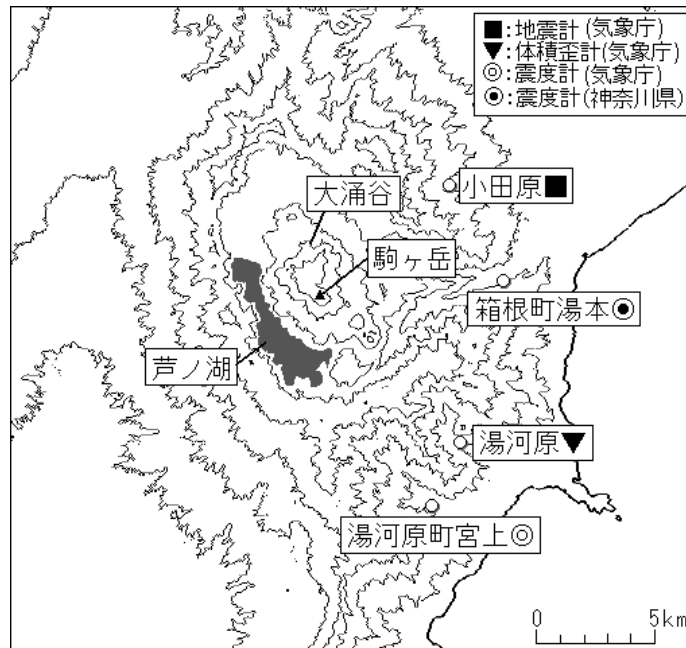 ■:地震計(気象庁)
▼:体積歪計(気象庁)
◎:震度計(気象庁)
◉:震度計(神奈川県)
大涌谷
小田原■
駒ヶ岳
箱根町湯本◉
芦ノ湖
湯河原▼
湯河原町宮上◎
0 5km